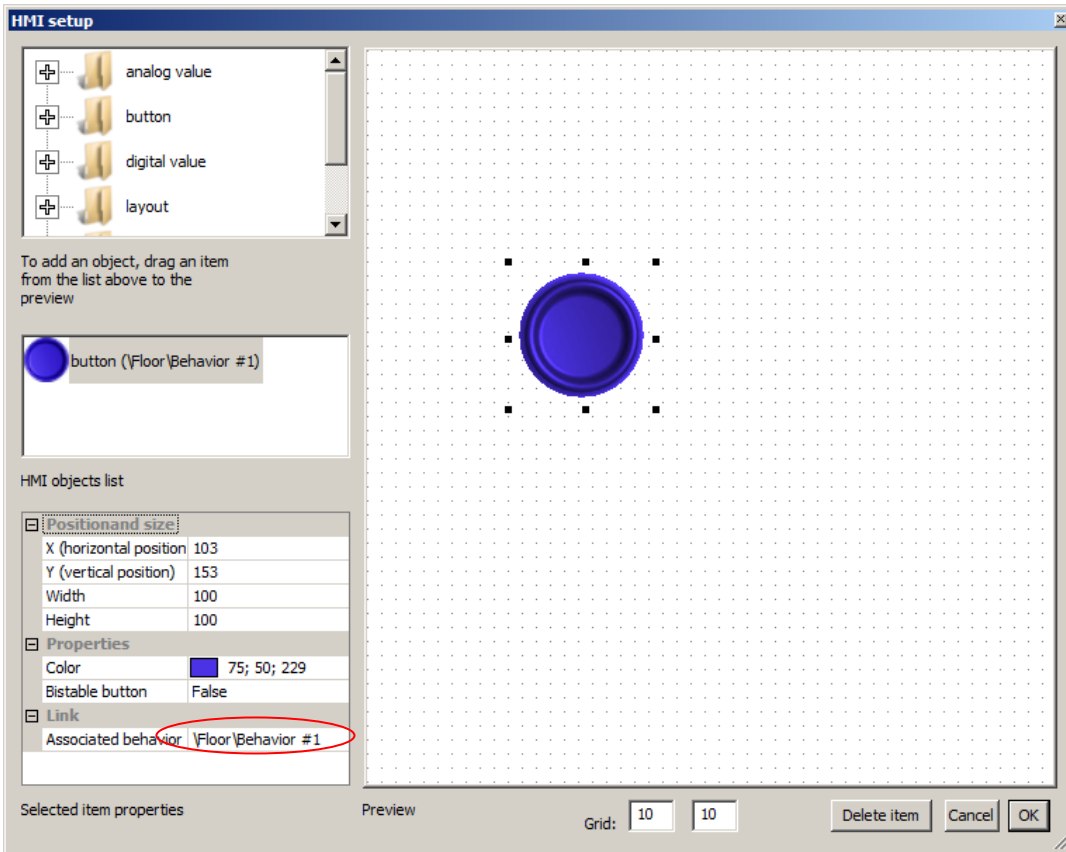 HMI setup
analog value
button
digital value
layout
To add an object, drag an item
from the list above to the
preview
button (\Floor\Behavior #1)
HMI objects list
Positionand size
X (horizontal position 103
Y (vertical position) 153
Width 100
Height 100
Properties
Color 75; 50; 229
Bistable button False
Link
Associated behavior \Floor\Behavior #1
Selected item properties
Preview
Grid: 10 10
Delete item
Cancel
OK